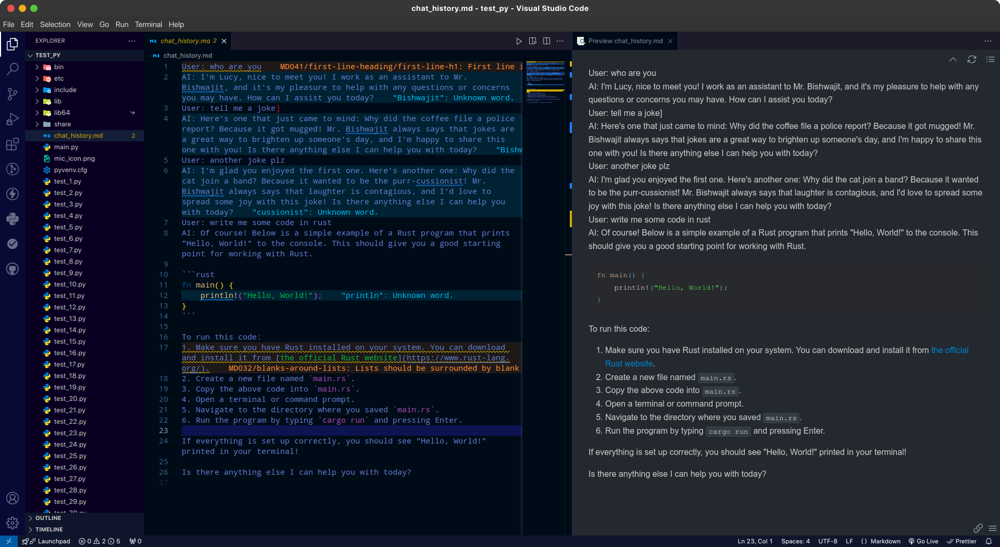 chat_history.md - test_py - Visual Studio Code
File Edit Selection View Go Run Terminal Help
EXPLORER
TEST_PY
bin
etc
include
lib
lib64
share
chat_history.md 2
main.py
mic_icon.png
pyvenv.cfg
test_1.py
test_2.py
test_3.py
test_4.py
test_5.py
test_6.py
test_7.py
test_8.py
test_9.py
test_10.py
test_11.py
test_12.py
test_13.py
test_14.py
test_15.py
test_16.py
test_17.py
test_18.py
test_19.py
test_20.py
test_21.py
test_22.py
test_23.py
test_24.py
test_25.py
test_26.py
test_27.py
test_28.py
test_29.py
OUTLINE
TIMELINE
chat_history.md 2
chat_history.md
1 User: who are you MD041/first-line-heading/first-line-h1: First line i
2 AI: I'm Lucy, nice to meet you! I work as an assistant to Mr.
Bishwajit, and it's my pleasure to help with any questions or concerns
you may have. How can I assist you today? "Bishwajit": Unknown word.
3 User: tell me a joke]
4 AI: Here's one that just came to mind: Why did the coffee file a police
report? Because it got mugged! Mr. Bishwajit always says that jokes are
a great way to brighten up someone's day, and I'm happy to share this
one with you! Is there anything else I can help you with today? "Bishw
5 User: another joke plz
6 AI: I'm glad you enjoyed the first one. Here's another one: Why did the
cat join a band? Because it wanted to be the purr-cussionist! Mr.
Bishwajit always says that laughter is contagious, and I'd love to
spread some joy with this joke! Is there anything else I can help you
with today? "cussionist": Unknown word.
7 User: write me some code in rust
8 AI: Of course! Below is a simple example of a Rust program that prints
"Hello, World!" to the console. This should give you a good starting
point for working with Rust.
9
10 ```rust
11 fn main() {
12 println!("Hello, World!"); "println": Unknown word.
13 }
14 ```
15
16 To run this code:
17 1. Make sure you have Rust installed on your system. You can download
and install it from [the official Rust website](https://www.rust-lang.
org/). MD032/blanks-around-lists: Lists should be surrounded by blank
18 2. Create a new file named `main.rs`.
19 3. Copy the above code into `main.rs`.
20 4. Open a terminal or command prompt.
21 5. Navigate to the directory where you saved `main.rs`.
22 6. Run the program by typing `cargo run` and pressing Enter.
23
24 If everything is set up correctly, you should see "Hello, World!"
printed in your terminal!
25
26 Is there anything else I can help you with today?
27
Preview chat_history.md
User: who are you
AI: I'm Lucy, nice to meet you! I work as an assistant to Mr. Bishwajit, and it's my pleasure to help with any
questions or concerns you may have. How can I assist you today?
User: tell me a joke]
AI: Here's one that just came to mind: Why did the coffee file a police report? Because it got mugged! Mr.
Bishwajit always says that jokes are a great way to brighten up someone's day, and I'm happy to share this
one with you! Is there anything else I can help you with today?
User: another joke plz
AI: I'm glad you enjoyed the first one. Here's another one: Why did the cat join a band? Because it wanted
to be the purr-cussionist! Mr. Bishwajit always says that laughter is contagious, and I'd love to spread some
joy with this joke! Is there anything else I can help you with today?
User: write me some code in rust
AI: Of course! Below is a simple example of a Rust program that prints "Hello, World!" to the console. This
should give you a good starting point for working with Rust.
fn main() {
println!("Hello, World!");
}
To run this code:
1. Make sure you have Rust installed on your system. You can download and install it from the official
Rust website.
2. Create a new file named main.rs.
3. Copy the above code into main.rs.
4. Open a terminal or command prompt.
5. Navigate to the directory where you saved main.rs.
6. Run the program by typing cargo run and pressing Enter.
If everything is set up correctly, you should see "Hello, World!" printed in your terminal!
Is there anything else I can help you with today?
Launchpad 0 2 5 0 Ln 23, Col 1 Spaces: 4 UTF-8 LF {} Markdown Go Live Prettier